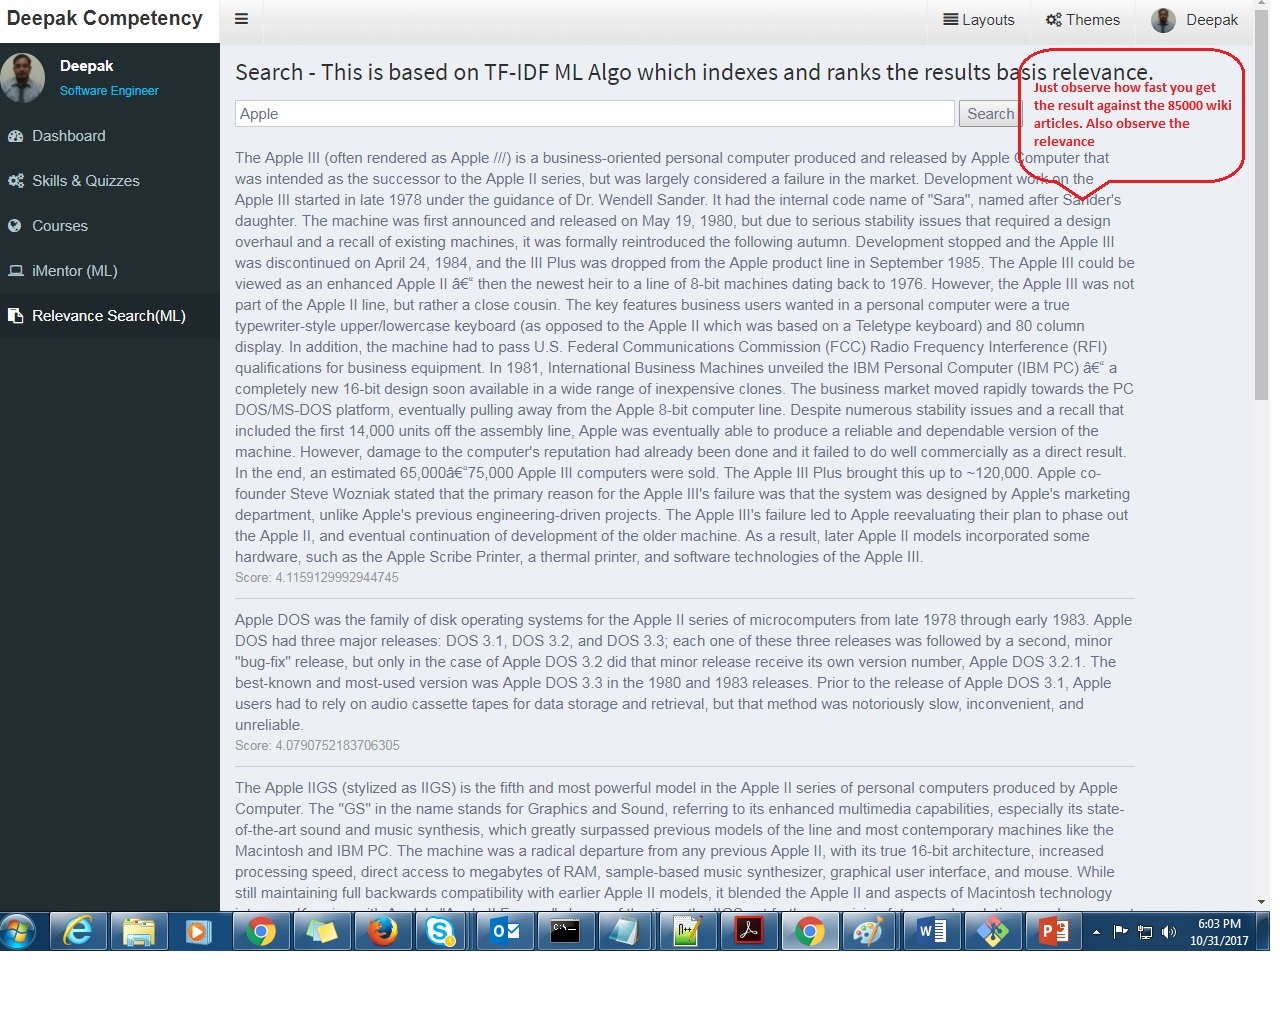 Deepak Competency
Layouts
Themes
Deepak
Deepak
Software Engineer
Dashboard
Skills & Quizzes
Courses
iMentor (ML)
Relevance Search(ML)
Search - This is based on TF-IDF ML Algo which indexes and ranks the results basis relevance.
Apple
Search
Just observe how fast you get
the result against the 85000 wiki
articles. Also observe the
relevance
The Apple III (often rendered as Apple ///) is a business-oriented personal computer produced and released by Apple Computer that
was intended as the successor to the Apple II series, but was largely considered a failure in the market. Development work on the
Apple III started in late 1978 under the guidance of Dr. Wendell Sander. It had the internal code name of "Sara", named after Sander's
daughter. The machine was first announced and released on May 19, 1980, but due to serious stability issues that required a design
overhaul and a recall of existing machines, it was formally reintroduced the following autumn. Development stopped and the Apple III
was discontinued on April 24, 1984, and the III Plus was dropped from the Apple product line in September 1985. The Apple III could be
viewed as an enhanced Apple II â€“ then the newest heir to a line of 8-bit machines dating back to 1976. However, the Apple III was not
part of the Apple II line, but rather a close cousin. The key features business users wanted in a personal computer were a true
typewriter-style upper/lowercase keyboard (as opposed to the Apple II which was based on a Teletype keyboard) and 80 column
display. In addition, the machine had to pass U.S. Federal Communications Commission (FCC) Radio Frequency Interference (RFI)
qualifications for business equipment. In 1981, International Business Machines unveiled the IBM Personal Computer (IBM PC) â€“ a
completely new 16-bit design soon available in a wide range of inexpensive clones. The business market moved rapidly towards the PC
DOS/MS-DOS platform, eventually pulling away from the Apple 8-bit computer line. Despite numerous stability issues and a recall that
included the first 14,000 units off the assembly line, Apple was eventually able to produce a reliable and dependable version of the
machine. However, damage to the computer's reputation had already been done and it failed to do well commercially as a direct result.
In the end, an estimated 65,000â€“75,000 Apple III computers were sold. The Apple III Plus brought this up to ~120,000. Apple co-
founder Steve Wozniak stated that the primary reason for the Apple III's failure was that the system was designed by Apple's marketing
department, unlike Apple's previous engineering-driven projects. The Apple III's failure led to Apple reevaluating their plan to phase out
the Apple II, and eventual continuation of development of the older machine. As a result, later Apple II models incorporated some
hardware, such as the Apple Scribe Printer, a thermal printer, and software technologies of the Apple III.
Score: 4.1159129992944745
Apple DOS was the family of disk operating systems for the Apple II series of microcomputers from late 1978 through early 1983. Apple
DOS had three major releases: DOS 3.1, DOS 3.2, and DOS 3.3; each one of these three releases was followed by a second, minor
"bug-fix" release, but only in the case of Apple DOS 3.2 did that minor release receive its own version number, Apple DOS 3.2.1. The
best-known and most-used version was Apple DOS 3.3 in the 1980 and 1983 releases. Prior to the release of Apple DOS 3.1, Apple
users had to rely on audio cassette tapes for data storage and retrieval, but that method was notoriously slow, inconvenient, and
unreliable.
Score: 4.0790752183706305
The Apple IIGS (stylized as IIGS) is the fifth and most powerful model in the Apple II series of personal computers produced by Apple
Computer. The "GS" in the name stands for Graphics and Sound, referring to its enhanced multimedia capabilities, especially its state-
of-the-art sound and music synthesis, which greatly surpassed previous models of the line and most contemporary machines like the
Macintosh and IBM PC. The machine was a radical departure from any previous Apple II, with its true 16-bit architecture, increased
processing speed, direct access to megabytes of RAM, sample-based music synthesizer, graphical user interface, and mouse. While
still maintaining full backwards compatibility with earlier Apple II models, it blended the Apple II and aspects of Macintosh technology
6:03 PM
10/31/2017